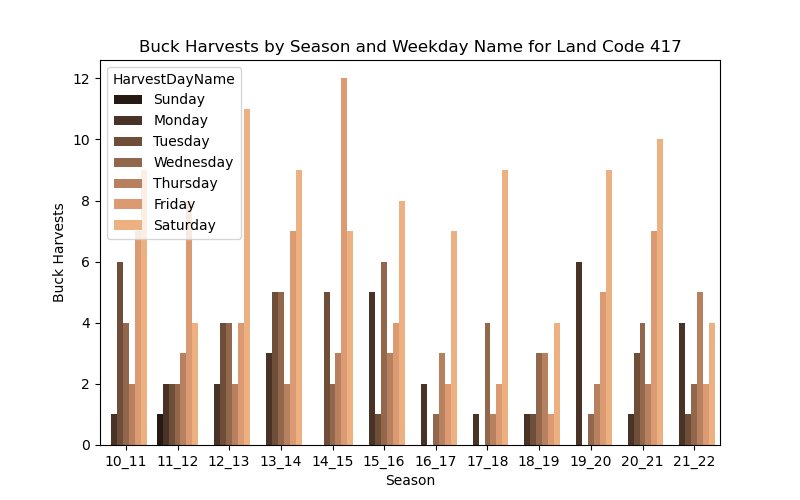 Buck Harvests by Season and Weekday Name for Land Code 417
HarvestDayName
Sunday
Monday
Tuesday
Wednesday
Thursday
Friday
Saturday
Buck Harvests
12
10
8
6
4
2
0
10_11 11_12 12_13 13_14 14_15 15_16 16_17 17_18 18_19 19_20 20_21 21_22
Season